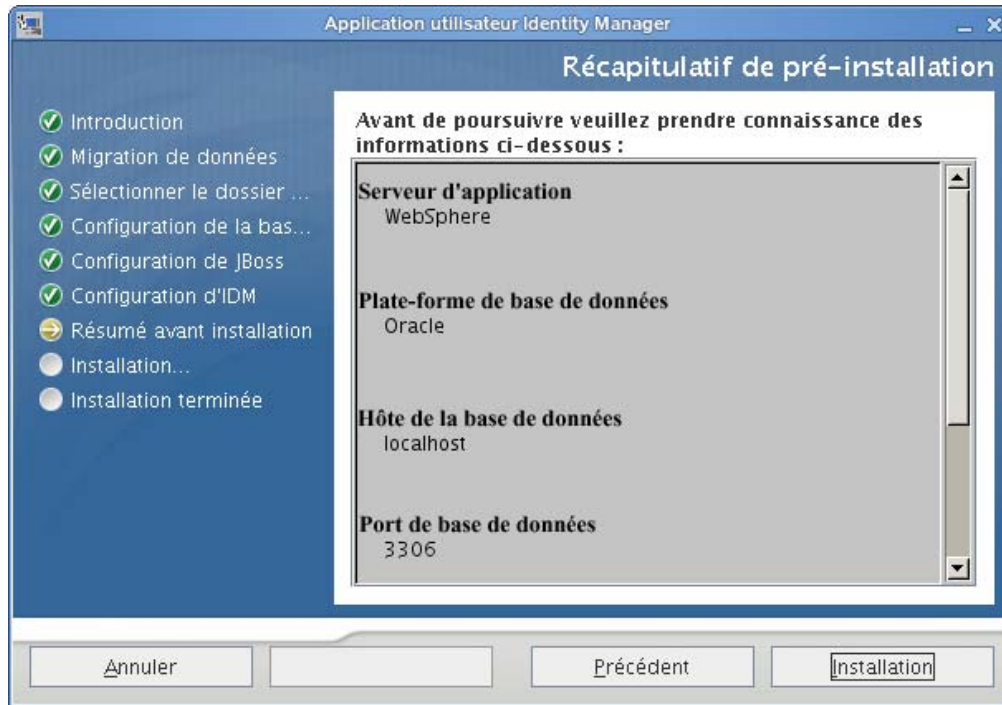 Application utilisateur Identity Manager
Récapitulatif de pré-installation
Introduction
Migration de données
Sélectionner le dossier ...
Configuration de la bas...
Configuration de JBoss
Configuration d'IDM
Résumé avant installation
Installation...
Installation terminée
Avant de poursuivre veuillez prendre connaissance des
informations ci-dessous :
Serveur d'application
WebSphere
Plate-forme de base de données
Oracle
Hôte de la base de données
localhost
Port de base de données
3306
Annuler
Précédent
Installation